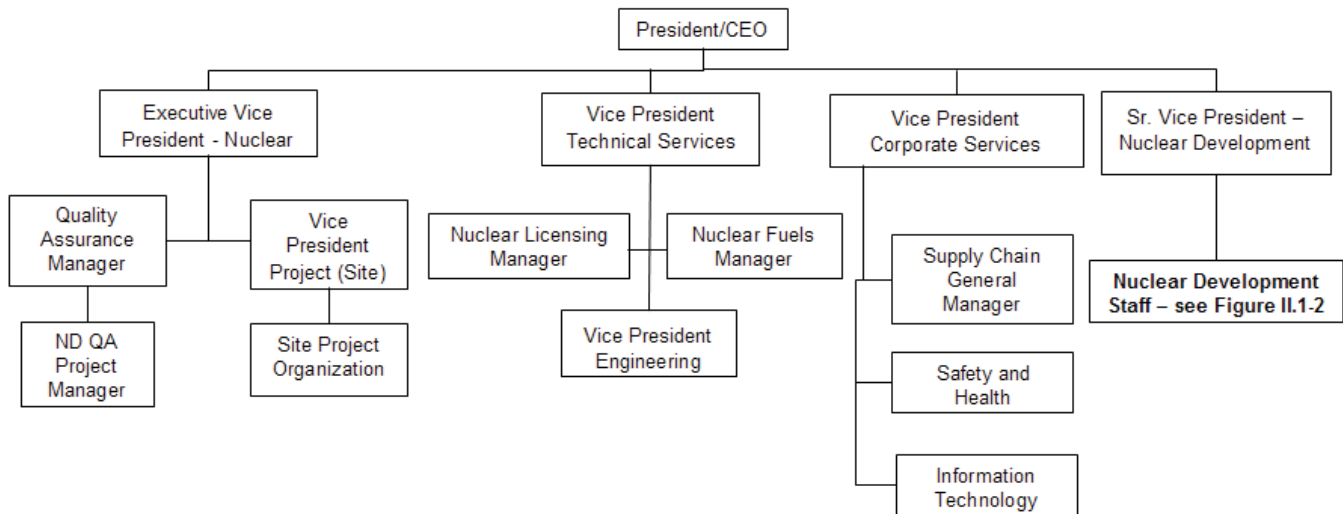 President/CEO
Executive Vice
President - Nuclear
Vice President
Technical Services
Vice President
Corporate Services
Sr. Vice President –
Nuclear Development
Quality
Assurance
Manager
Vice
President
Project (Site)
Nuclear Licensing
Manager
Nuclear Fuels
Manager
Supply Chain
General
Manager
Nuclear Development
Staff – see Figure II.1-2
ND QA
Project
Manager
Site Project
Organization
Vice President
Engineering
Safety and
Health
Information
Technology